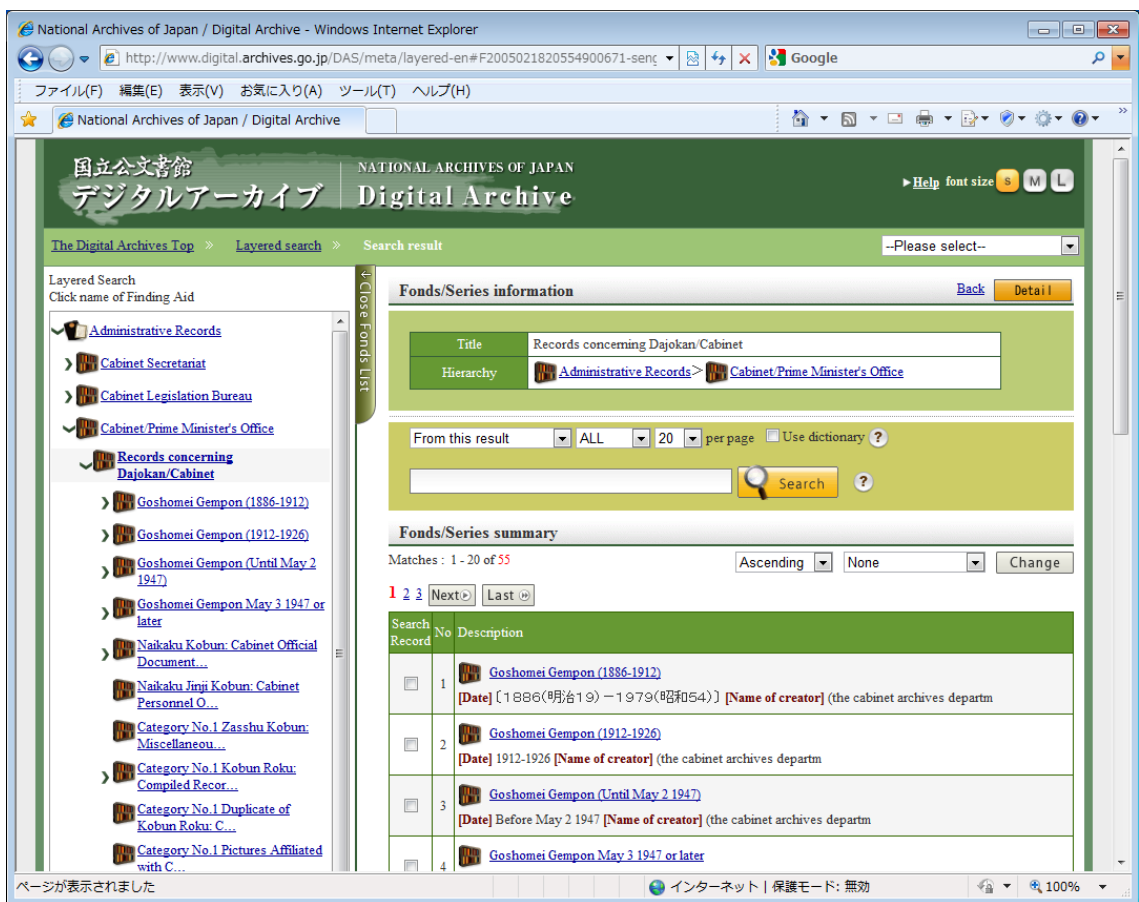 National Archives of Japan / Digital Archive - Windows Internet Explorer
http://www.digital.archives.go.jp/DAS/meta/layered-en#F2005021820554900671-senç
Google
ファイル(F) 編集(E) 表示(V) お気に入り(A) ツール(T) ヘルプ(H)
National Archives of Japan / Digital Archive
国立公文書館
デジタルアーカイブ
NATIONAL ARCHIVES OF JAPAN
Digital Archive
Help font size S M L
The Digital Archives Top » Layered search » Search result
--Please select--
Layered Search
Click name of Finding Aid
Administrative Records
Cabinet Secretariat
Cabinet Legislation Bureau
Cabinet/Prime Minister's Office
Records concerning
Dajokan/Cabinet
Goshomei Gempon (1886-1912)
Goshomei Gempon (1912-1926)
Goshomei Gempon (Until May 2
1947)
Goshomei Gempon May 3 1947 or
later
Naikaku Kobun: Cabinet Official
Document...
Naikaku Jinji Kobun: Cabinet
Personnel O...
Category No.1 Zasshu Kobun:
Miscellaneou...
Category No.1 Kobun Roku:
Compiled Recor...
Category No.1 Duplicate of
Kobun Roku: C...
Category No.1 Pictures Affiliated
with C...
←Close Fonds List
Fonds/Series information
Back Detail
Title Records concerning Dajokan/Cabinet
Hierarchy Administrative Records> Cabinet/Prime Minister's Office
From this result ALL 20 per page Use dictionary ?
Search ?
Fonds/Series summary
Matches : 1 - 20 of 55
Ascending None Change
1 2 3 Next Last
Search
Record No Description
1 Goshomei Gempon (1886-1912)
[Date]〔1886(明治19)－1979(昭和54)〕[Name of creator] (the cabinet archives departm
2 Goshomei Gempon (1912-1926)
[Date] 1912-1926 [Name of creator] (the cabinet archives departm
3 Goshomei Gempon (Until May 2 1947)
[Date] Before May 2 1947 [Name of creator] (the cabinet archives departm
4 Goshomei Gempon May 3 1947 or later
ページが表示されました
インターネット | 保護モード: 無効
100%